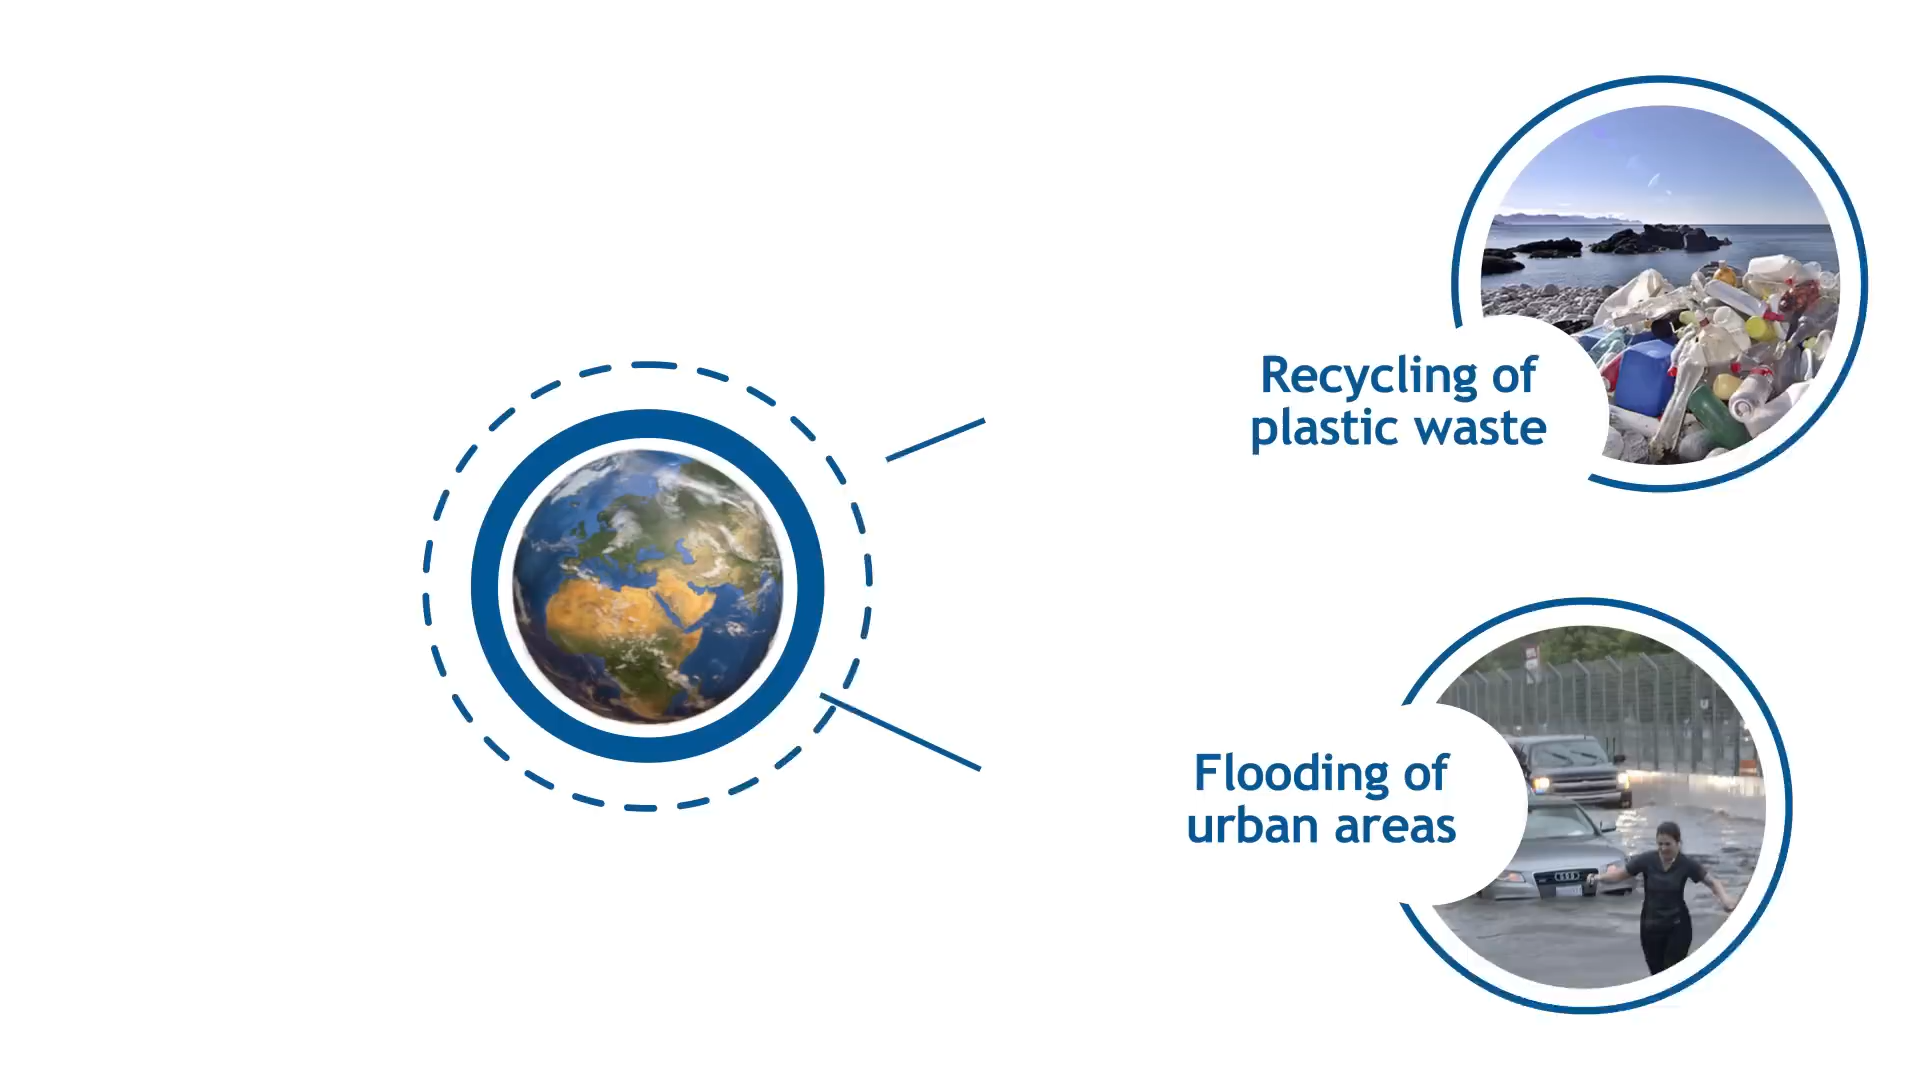 Recycling of
plastic waste
Flooding of
urban areas